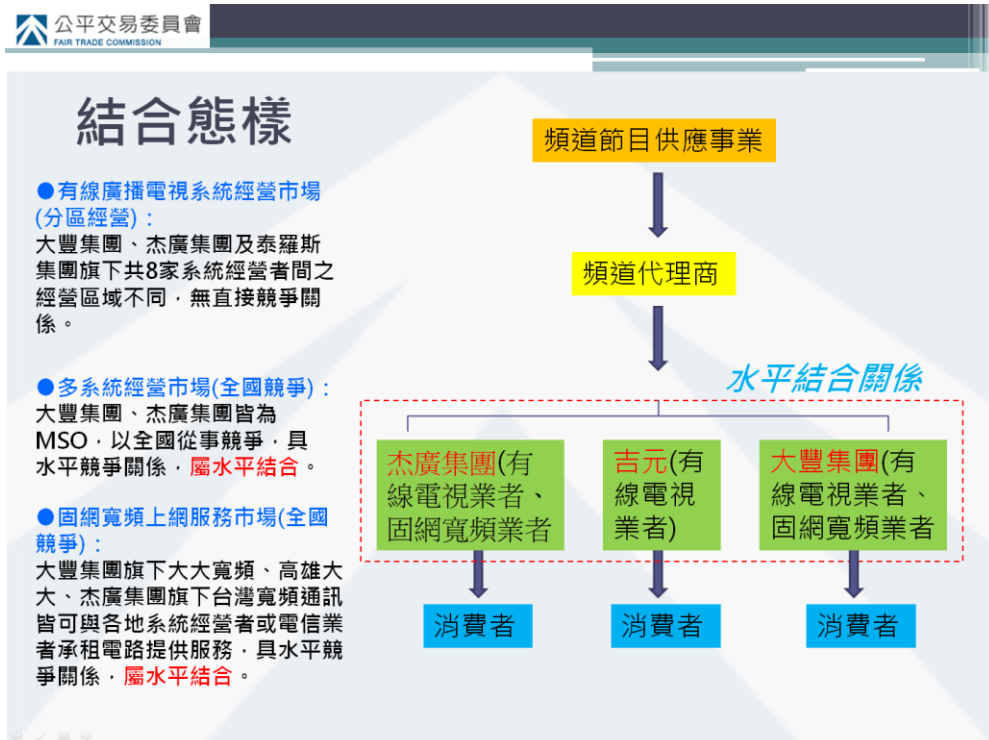 公平交易委員會
FAIR TRADE COMMISSION
結合態樣
●有線廣播電視系統經營市場
(分區經營)：
大豐集團、杰廣集團及泰羅斯
集團旗下共8家系統經營者間之
經營區域不同，無直接競爭關
係。
●多系統經營市場(全國競爭)：
大豐集團、杰廣集團皆為
MSO，以全國從事競爭，具
水平競爭關係，屬水平結合。
●固網寬頻上網服務市場(全國
競爭)：
大豐集團旗下大大寬頻、高雄大
大、杰廣集團旗下台灣寬頻通訊
皆可與各地系統經營者或電信業
者承租電路提供服務，具水平競
爭關係，屬水平結合。
頻道節目供應事業
頻道代理商
水平結合關係
杰廣集團(有
線電視業者、
固網寬頻業者
吉元(有
線電視
業者)
大豐集團(有
線電視業者、
固網寬頻業者
消費者
消費者
消費者